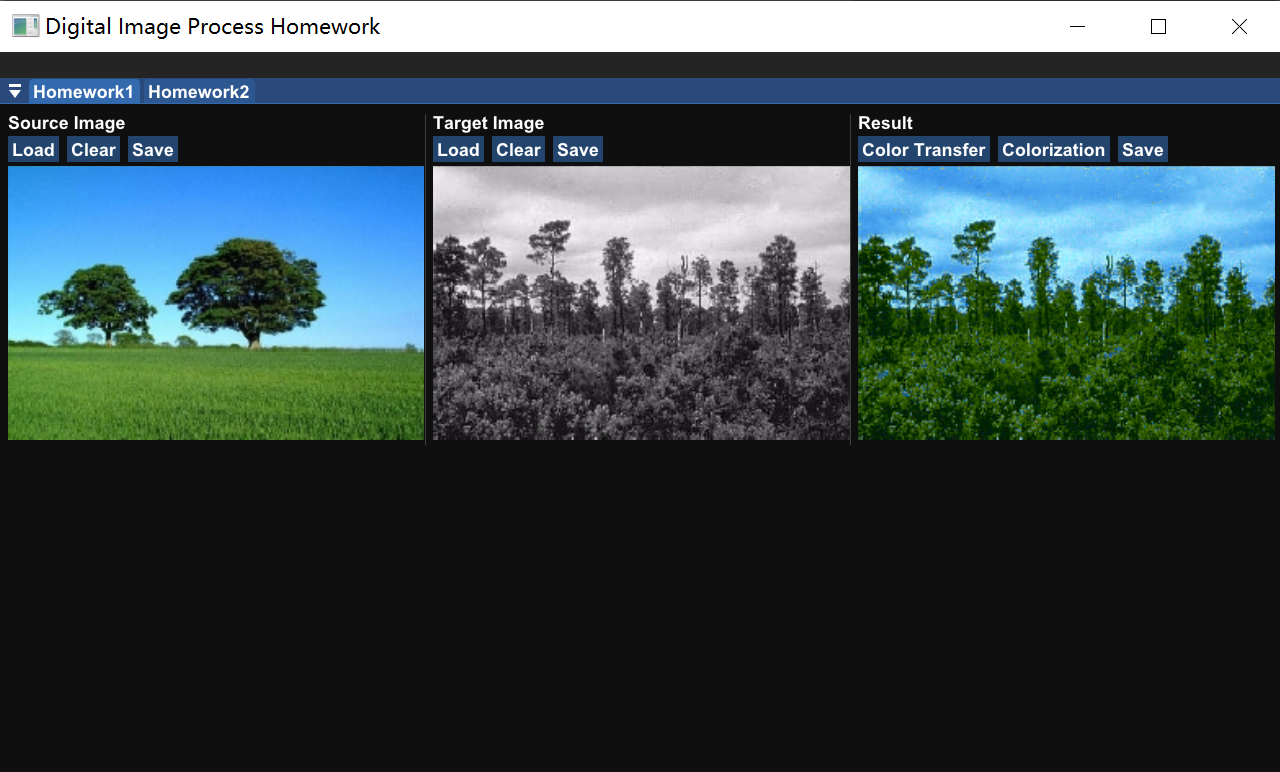 Digital Image Process Homework
Homework1 Homework2
Source Image
Load Clear Save
Target Image
Load Clear Save
Result
Color Transfer Colorization Save